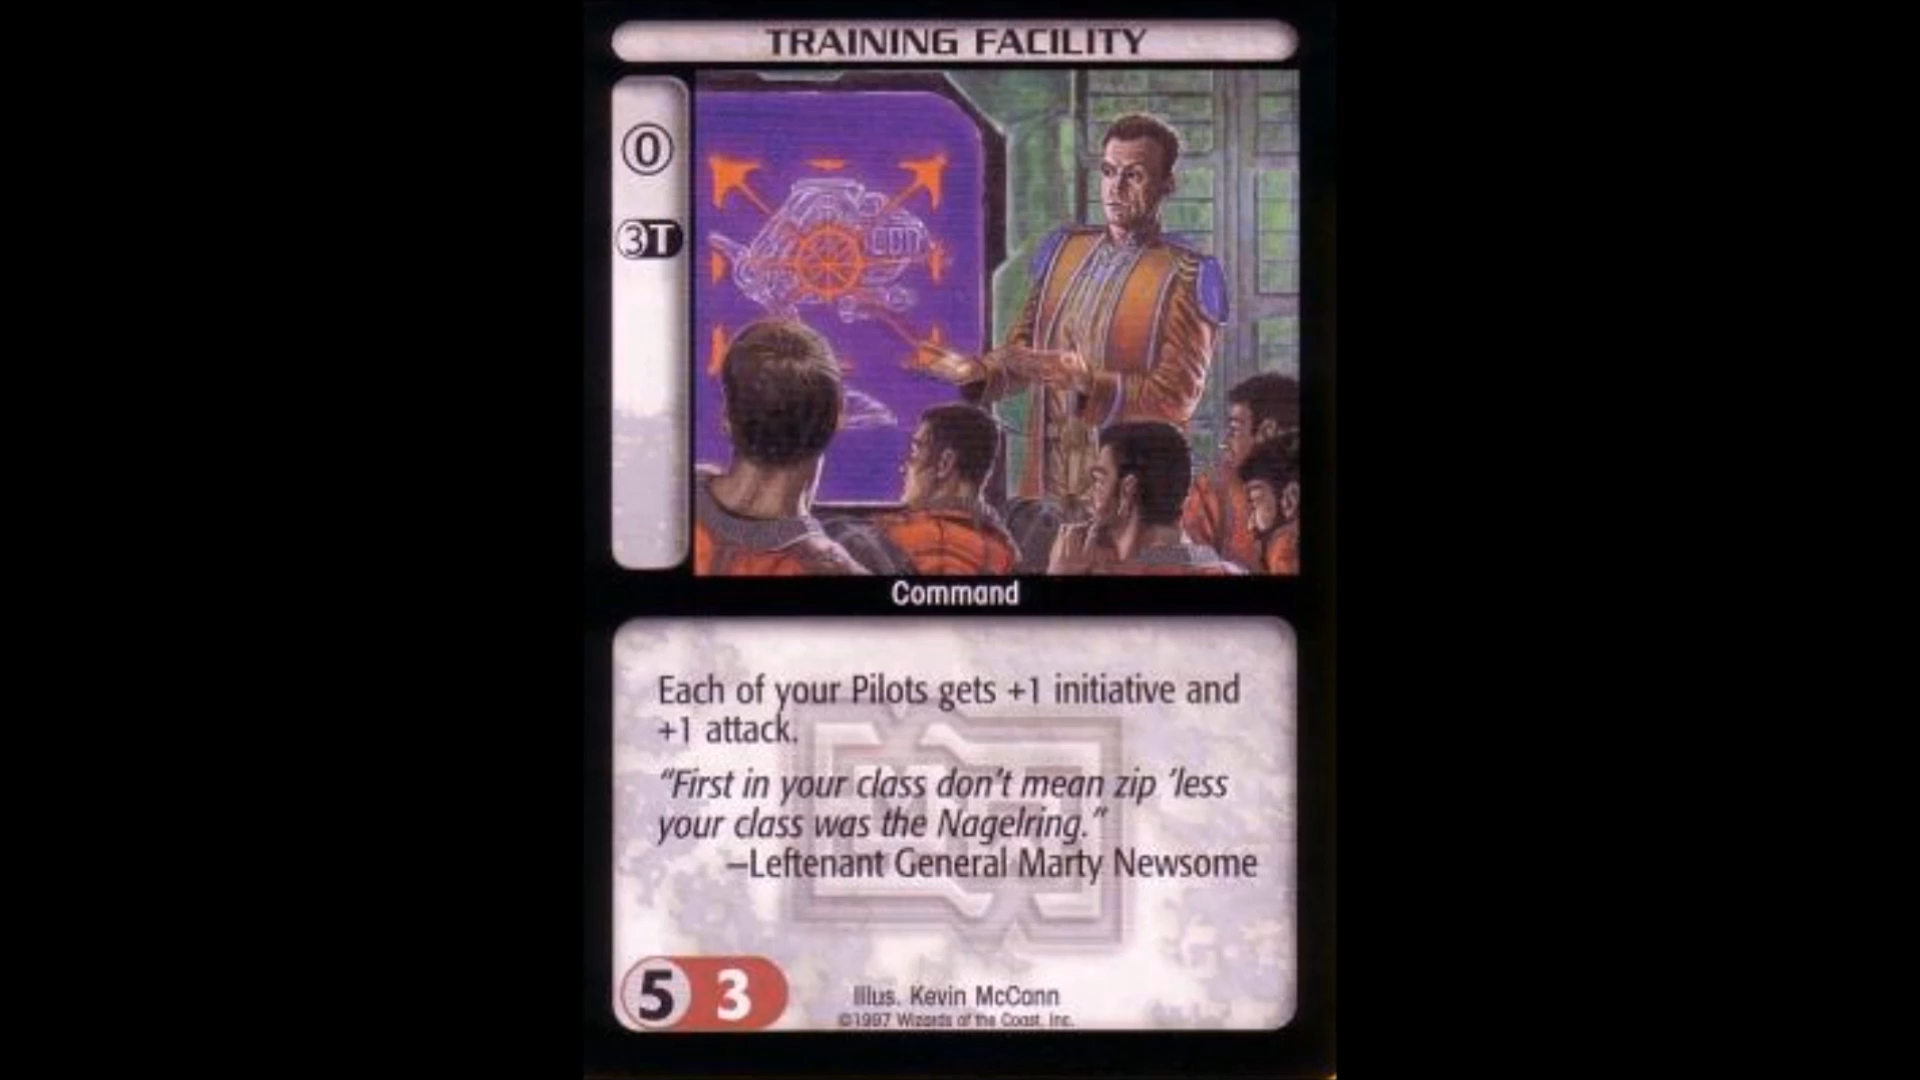 TRAINING FACILITY
0
3T
Command
Each of your Pilots gets +1 initiative and
+1 attack.
“First in your class don’t mean zip ’less
your class was the Nagelring.”
–Leftenant General Marty Newsome
5 3
Illus. Kevin McCann
©1997 Wizards of the Coast, Inc.